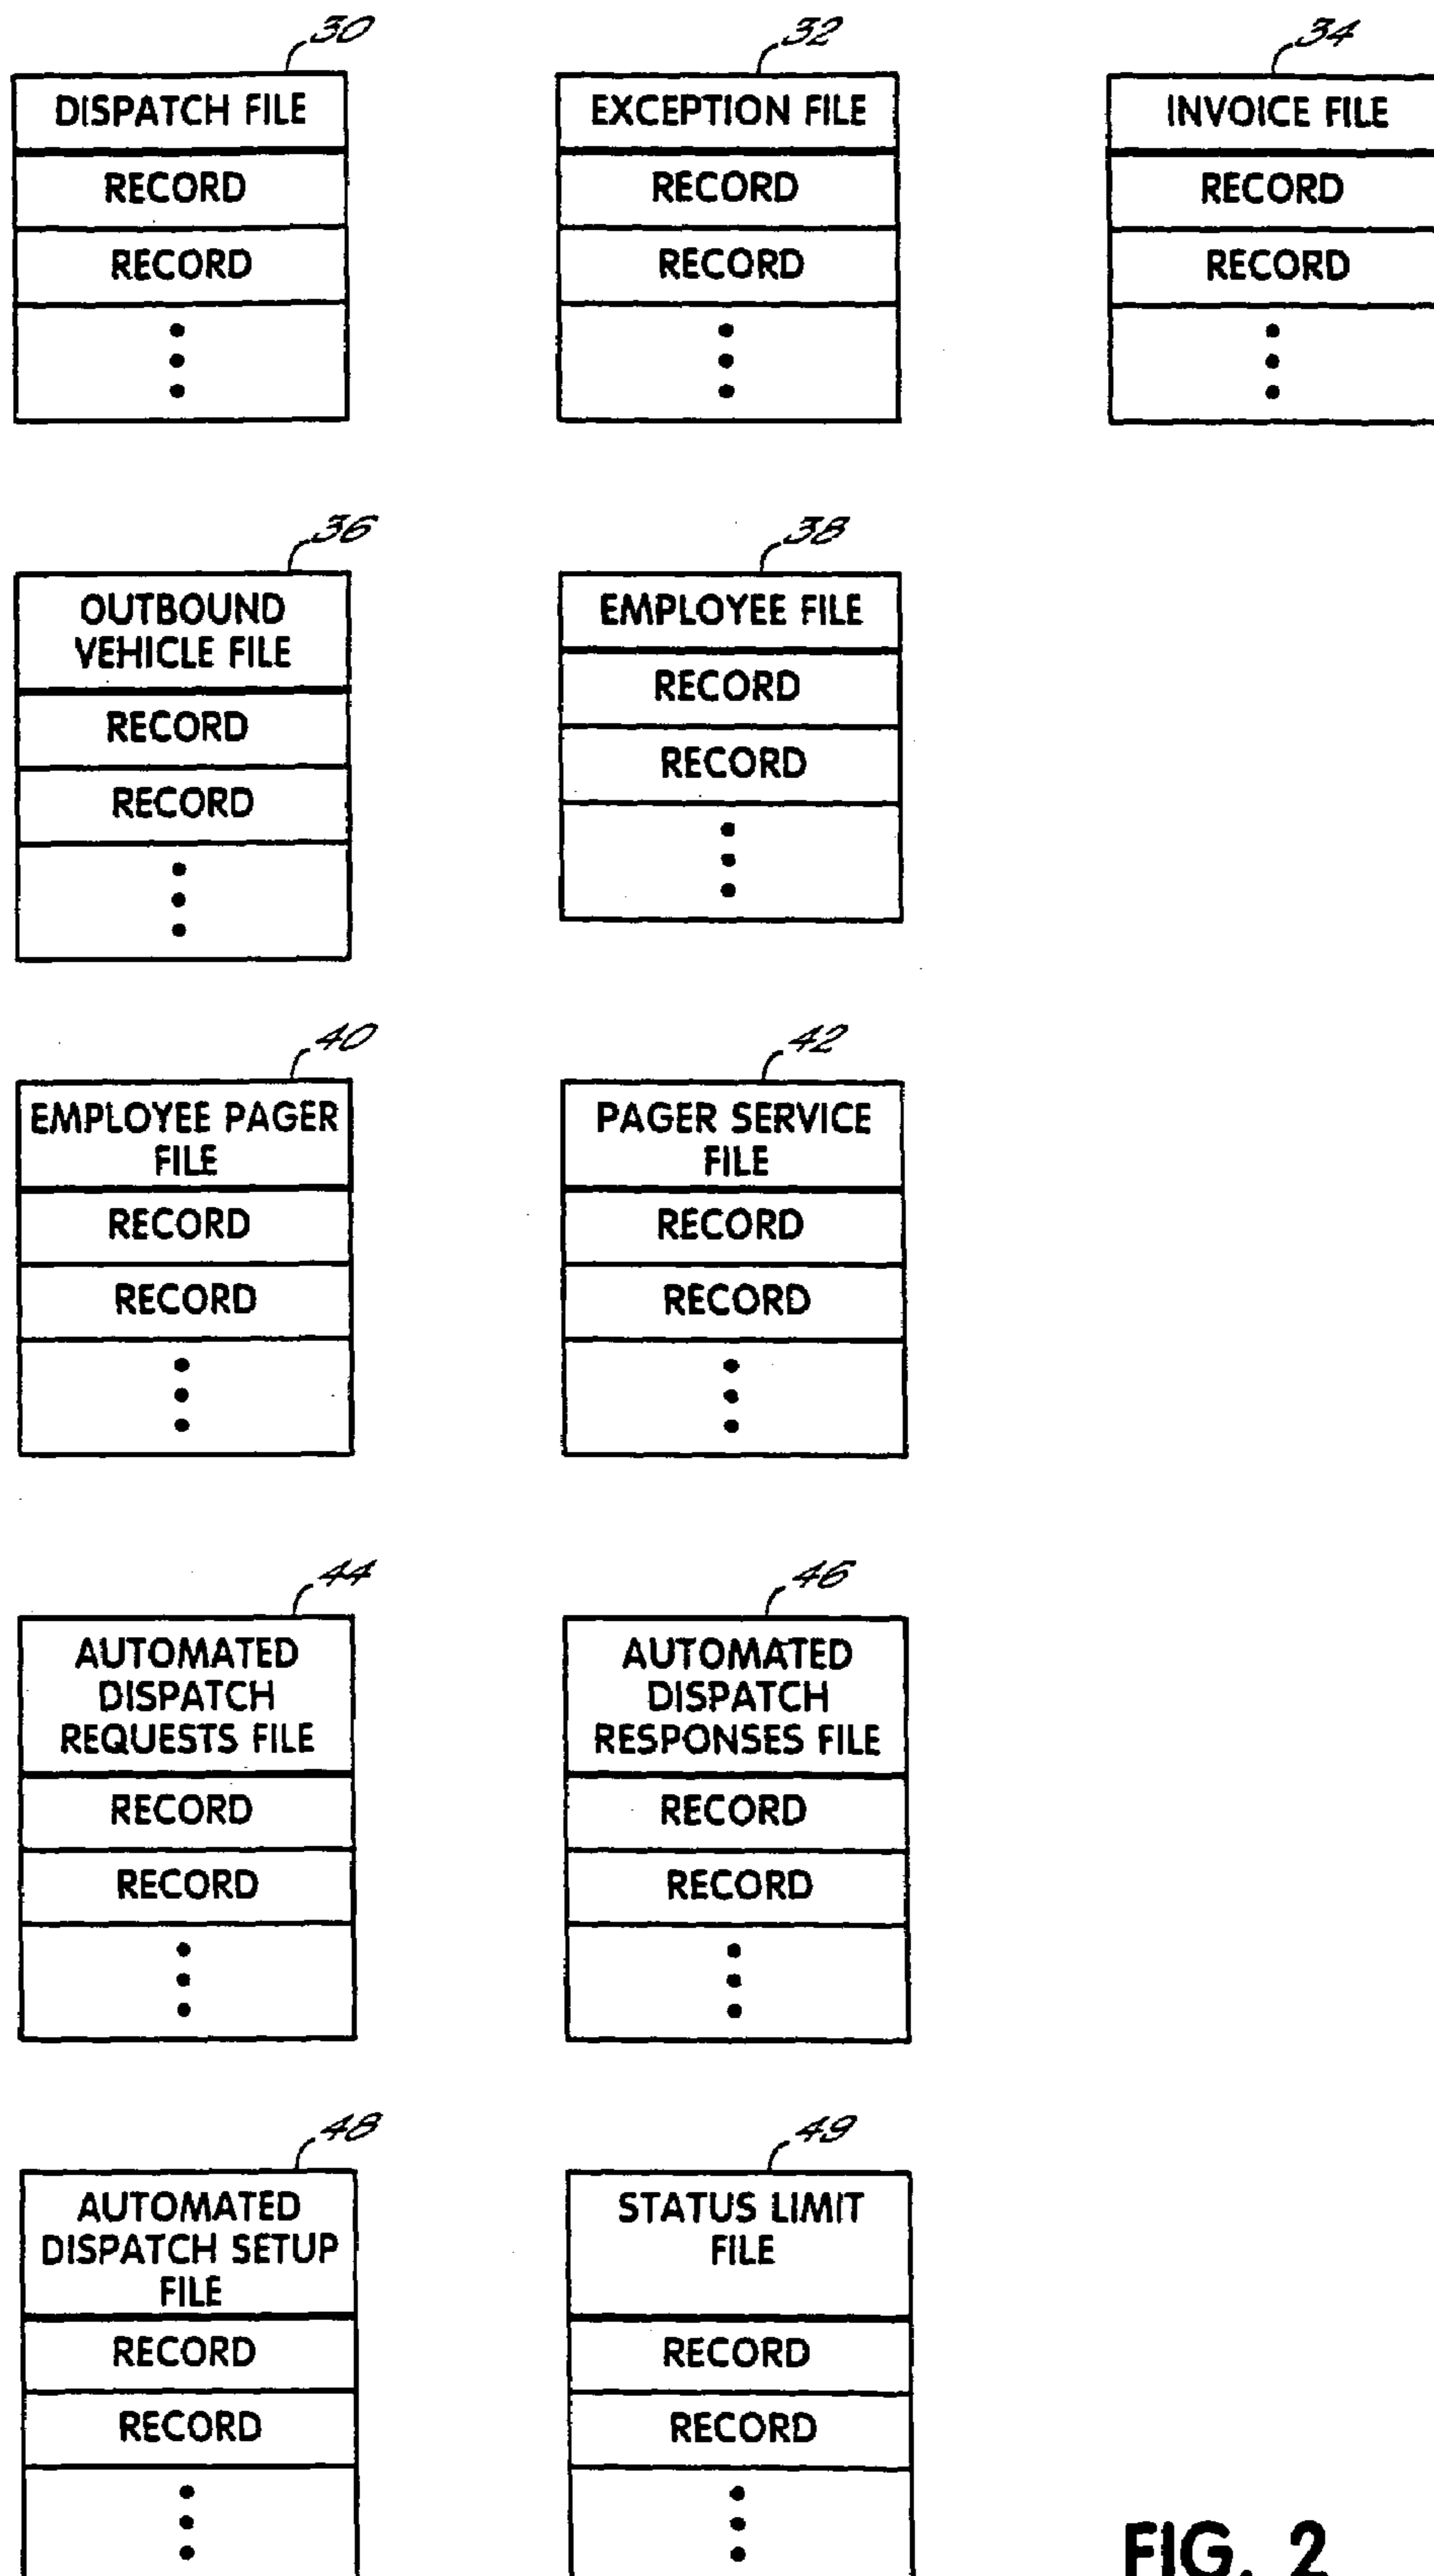 30
DISPATCH FILE
RECORD
RECORD
32
EXCEPTION FILE
RECORD
RECORD
34
INVOICE FILE
RECORD
RECORD
36
OUTBOUND
VEHICLE FILE
RECORD
RECORD
38
EMPLOYEE FILE
RECORD
RECORD
40
EMPLOYEE PAGER
FILE
RECORD
RECORD
42
PAGER SERVICE
FILE
RECORD
RECORD
44
AUTOMATED
DISPATCH
REQUESTS FILE
RECORD
RECORD
46
AUTOMATED
DISPATCH
RESPONSES FILE
RECORD
RECORD
48
AUTOMATED
DISPATCH SETUP
FILE
RECORD
RECORD
49
STATUS LIMIT
FILE
RECORD
RECORD
FIG. 2